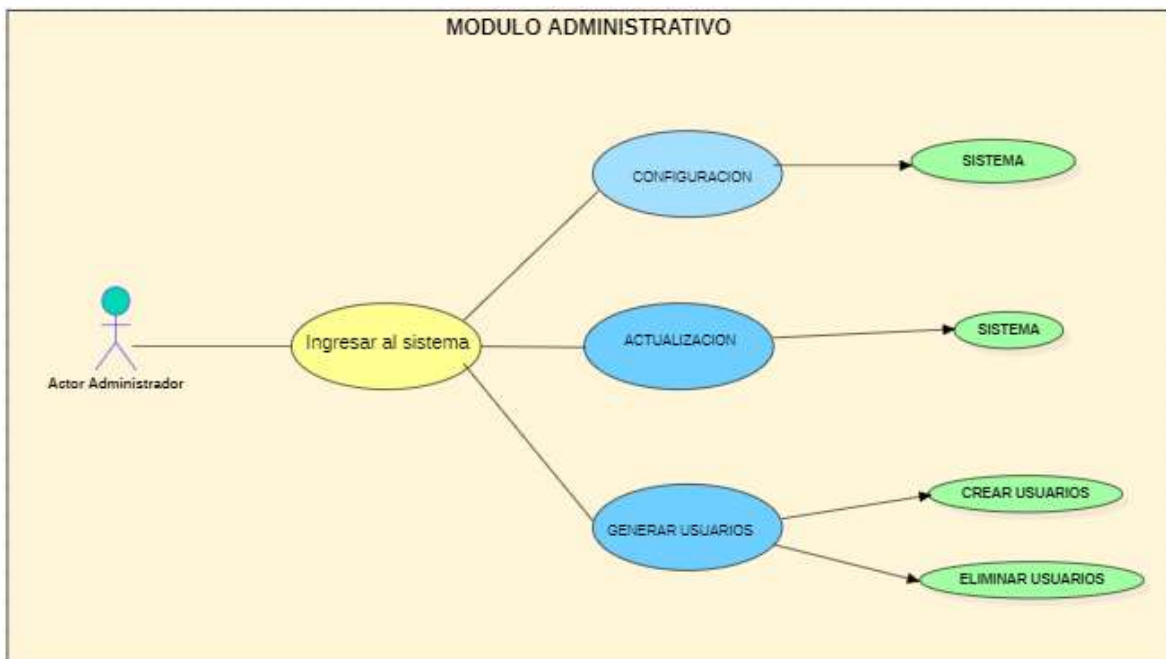 MODULO ADMINISTRATIVO
CONFIGURACION
SISTEMA
Ingresar al sistema
ACTUALIZACION
SISTEMA
Actor Administrador
GENERAR USUARIOS
CREAR USUARIOS
ELIMINAR USUARIOS